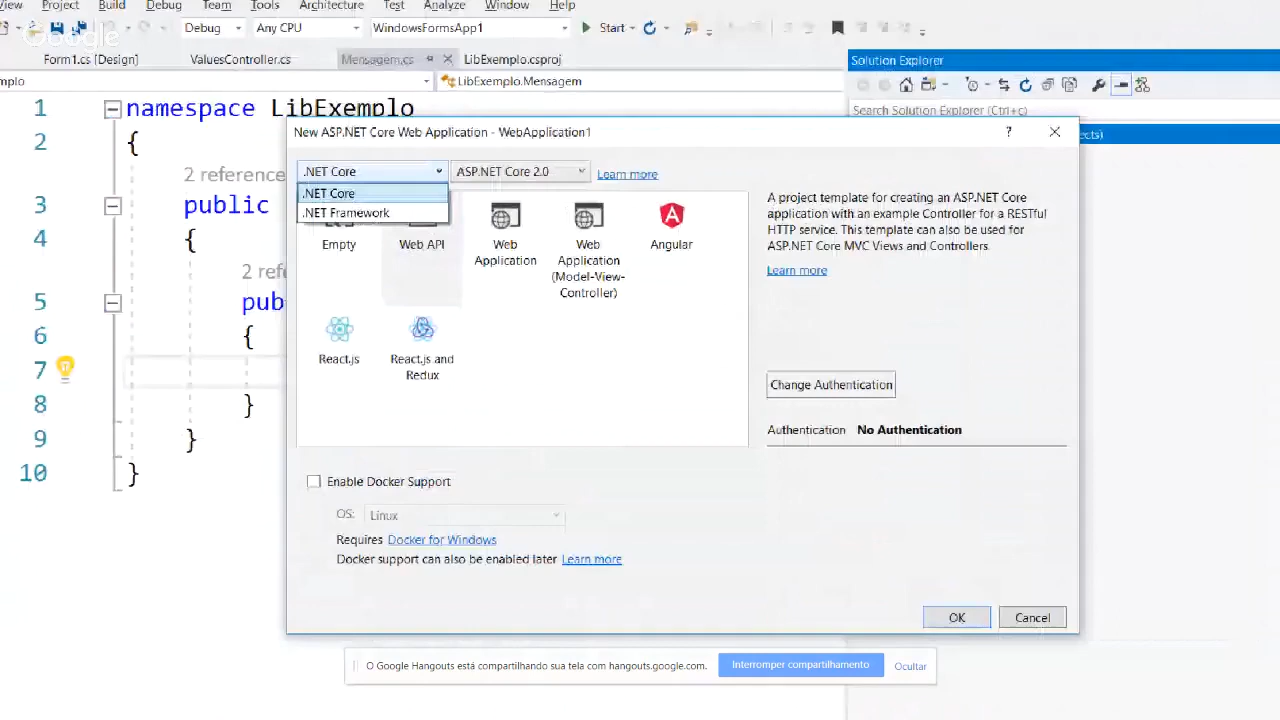 View Project Build Debug Team Tools Architecture Test Analyze Window Help
Google
Debug Any CPU WindowsFormsApp1 Start
Form1.cs [Design] ValuesController.cs Mensagem.cs LibExemplo.csproj
LibExemplo.Mensagem
Solution Explorer
Search Solution Explorer (Ctrl+ç)
1 namespace LibExemplo
2 {
2 reference
3 public
4 {
2 refe
5 pub
6 {
7
8 }
9 }
10 }
New ASP.NET Core Web Application - WebApplication1 ?
.NET Core ASP.NET Core 2.0 Learn more
.NET Core
.NET Framework
Empty Web API Web
Application
Web
Application
(Model-View-
Controller)
Angular
React.js React.js and
Redux
A project template for creating an ASP.NET Core
application with an example Controller for a RESTful
HTTP service. This template can also be used for
ASP.NET Core MVC Views and Controllers.
Learn more
Change Authentication
Authentication No Authentication
Enable Docker Support
OS: Linux
Requires Docker for Windows
Docker support can also be enabled later Learn more
OK Cancel
O Google Hangouts está compartilhando sua tela com hangouts.google.com. Interromper compartilhamento Ocultar